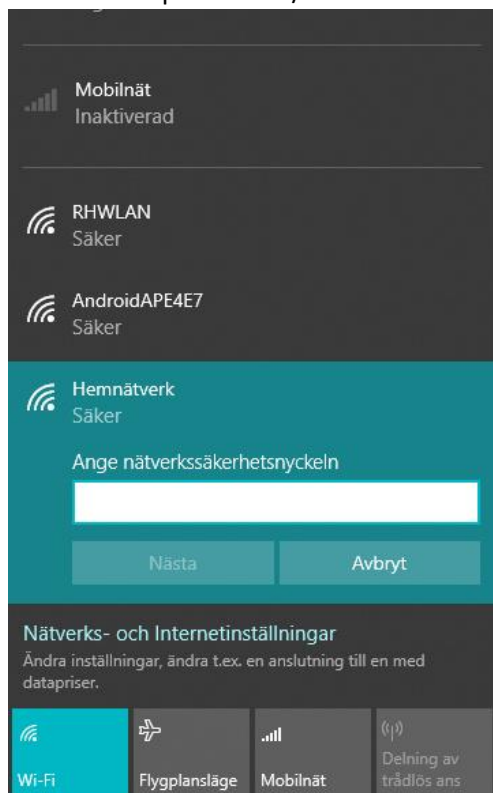 Mobilnät
Inaktiverad
RHWLAN
Säker
AndroidAPE4E7
Säker
Hemnätverk
Säker
Ange nätverkssäkerhetsnyckeln
Nästa
Avbryt
Nätverks- och Internetinställningar
Ändra inställningar, ändra t.ex. en anslutning till en med
datapriser.
Wi-Fi
Flygplansläge
Mobilnät
Delning av
trådlös ans